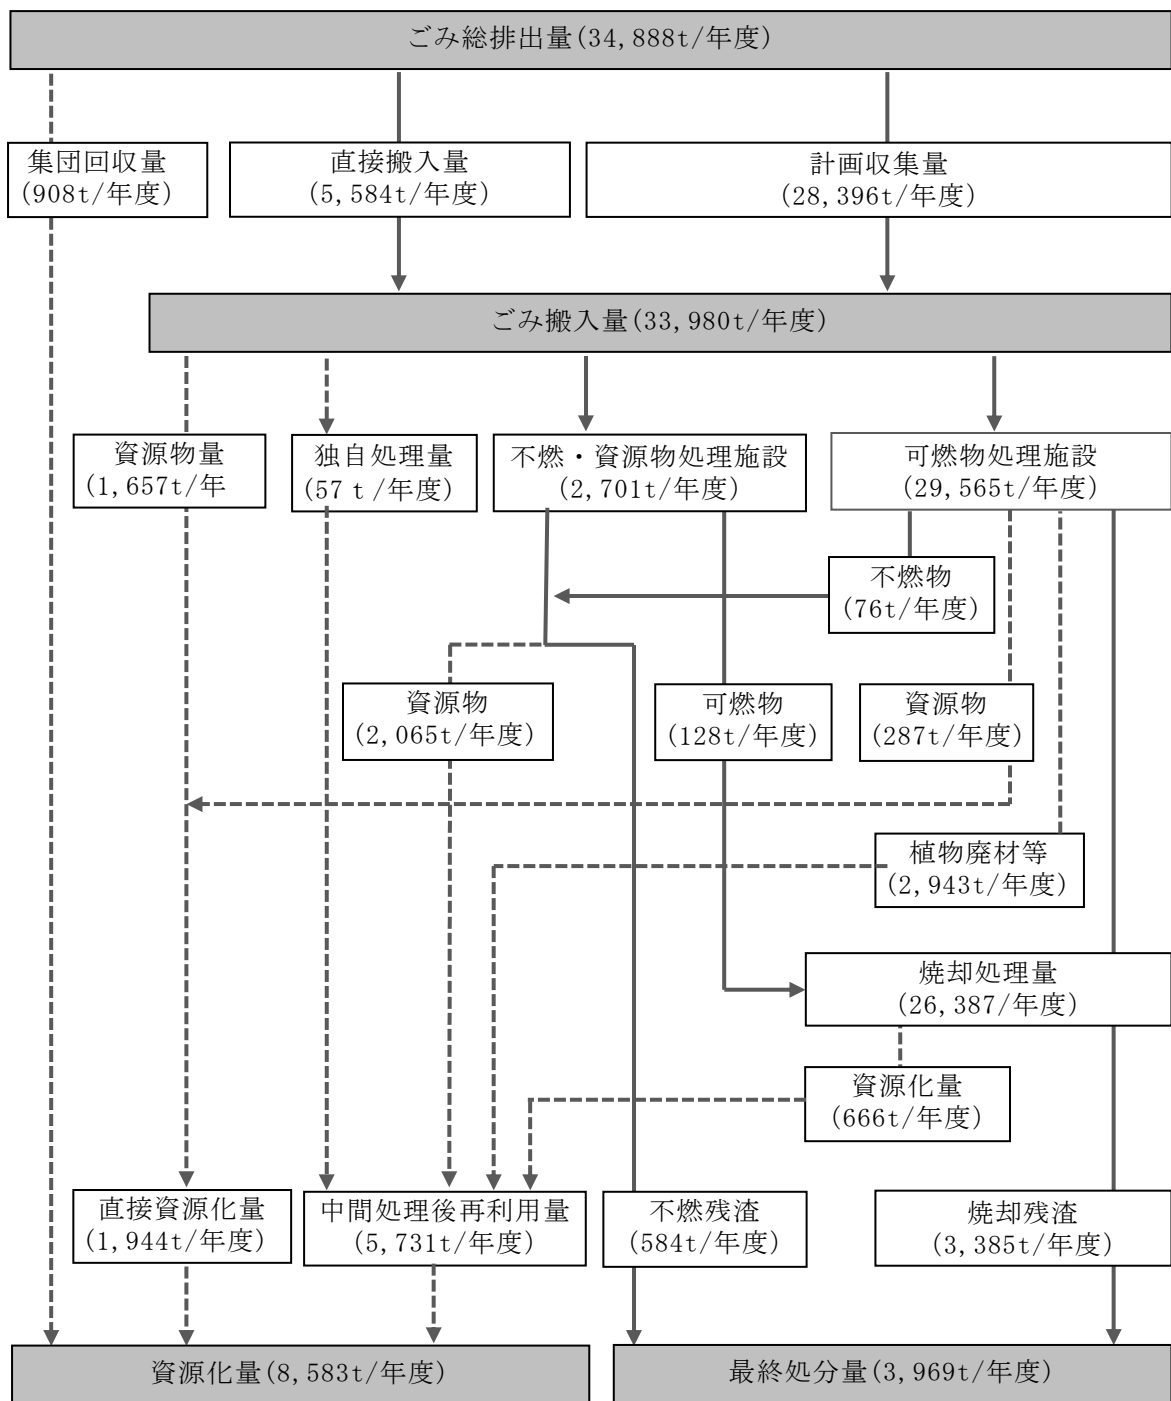 ごみ総排出量(34,888t/年度)
集団回収量
(908t/年度)
直接搬入量
(5,584t/年度)
計画収集量
(28,396t/年度)
ごみ搬入量(33,980t/年度)
資源物量
(1,657t/年
独自処理量
(57ｔ/年度)
不燃・資源物処理施設
(2,701t/年度)
可燃物処理施設
(29,565t/年度)
不燃物
(76t/年度)
資源物
(2,065t/年度)
可燃物
(128t/年度)
資源物
(287t/年度)
植物廃材等
(2,943t/年度)
焼却処理量
(26,387/年度)
資源化量
(666t/年度)
直接資源化量
(1,944t/年度)
中間処理後再利用量
(5,731t/年度)
不燃残渣
(584t/年度)
焼却残渣
(3,385t/年度)
資源化量(8,583t/年度)
最終処分量(3,969t/年度)